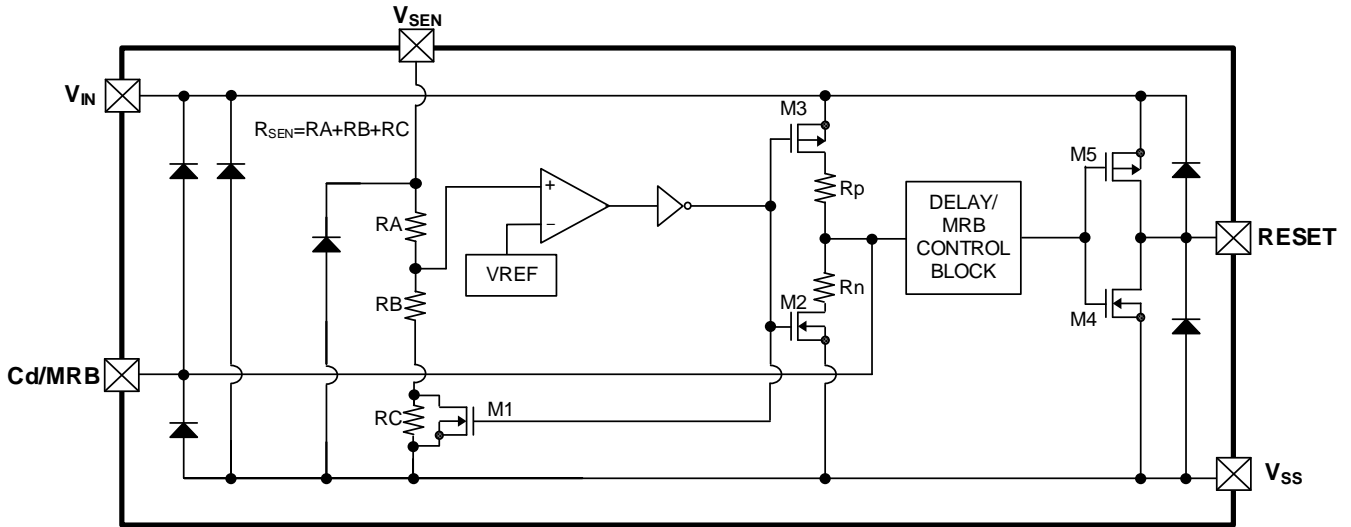 VSEN
VIN
RSEN=RA+RB+RC
M3
M5
Rp
RA
DELAY/
MRB
CONTROL
BLOCK
RESET
VREF
Rn
RB
M2
M4
Cd/MRB
RC
M1
VSS
+
−